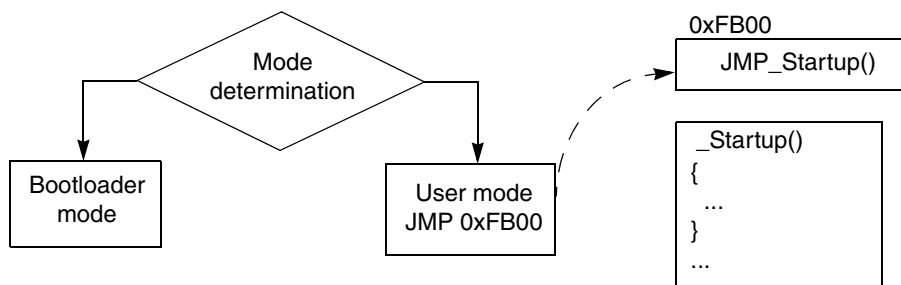 Mode
determination
Bootloader
mode
User mode
JMP 0xFB00
0xFB00
JMP_Startup()
_Startup()
{
...
}
...